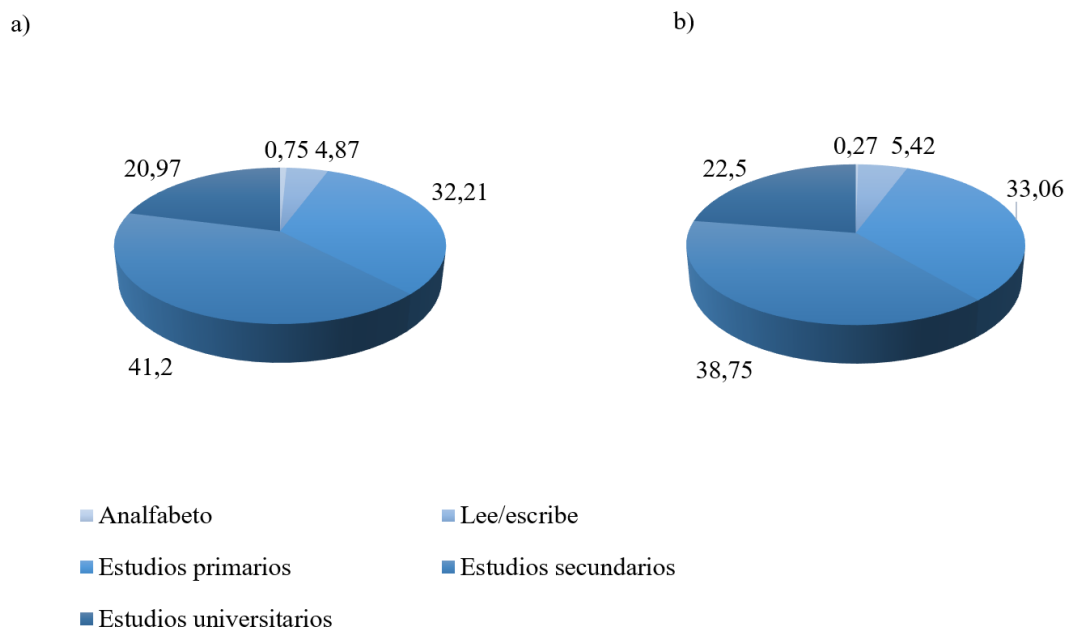 a)
b)
0,75 4,87
20,97
32,21
41,2
0,27 5,42
22,5
33,06
38,75
Analfabeto
Lee/escribe
Estudios primarios
Estudios secundarios
Estudios universitarios